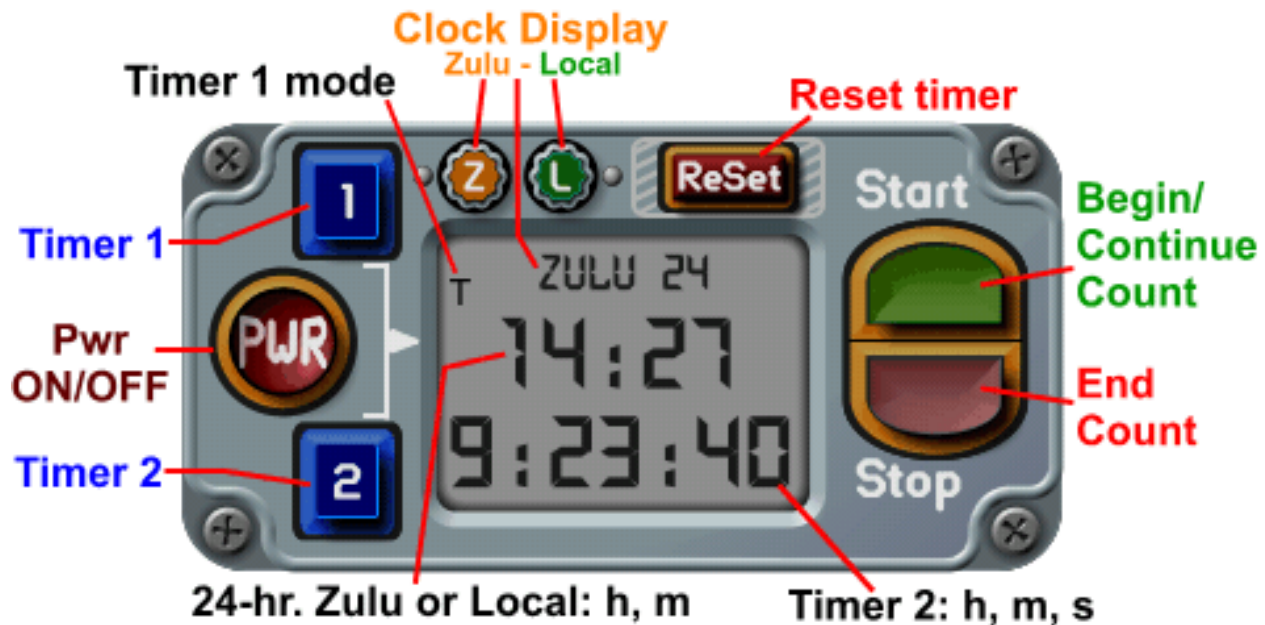 Clock Display
Zulu - Local
Timer 1 mode
Reset timer
1
Z
L
ReSet
Start
Begin/
Continue
Count
Timer 1
ZULU 24
T
14:27
PWR
Pwr
ON/OFF
9:23:40
End
Count
Timer 2
2
Stop
24-hr. Zulu or Local: h, m
Timer 2: h, m, s